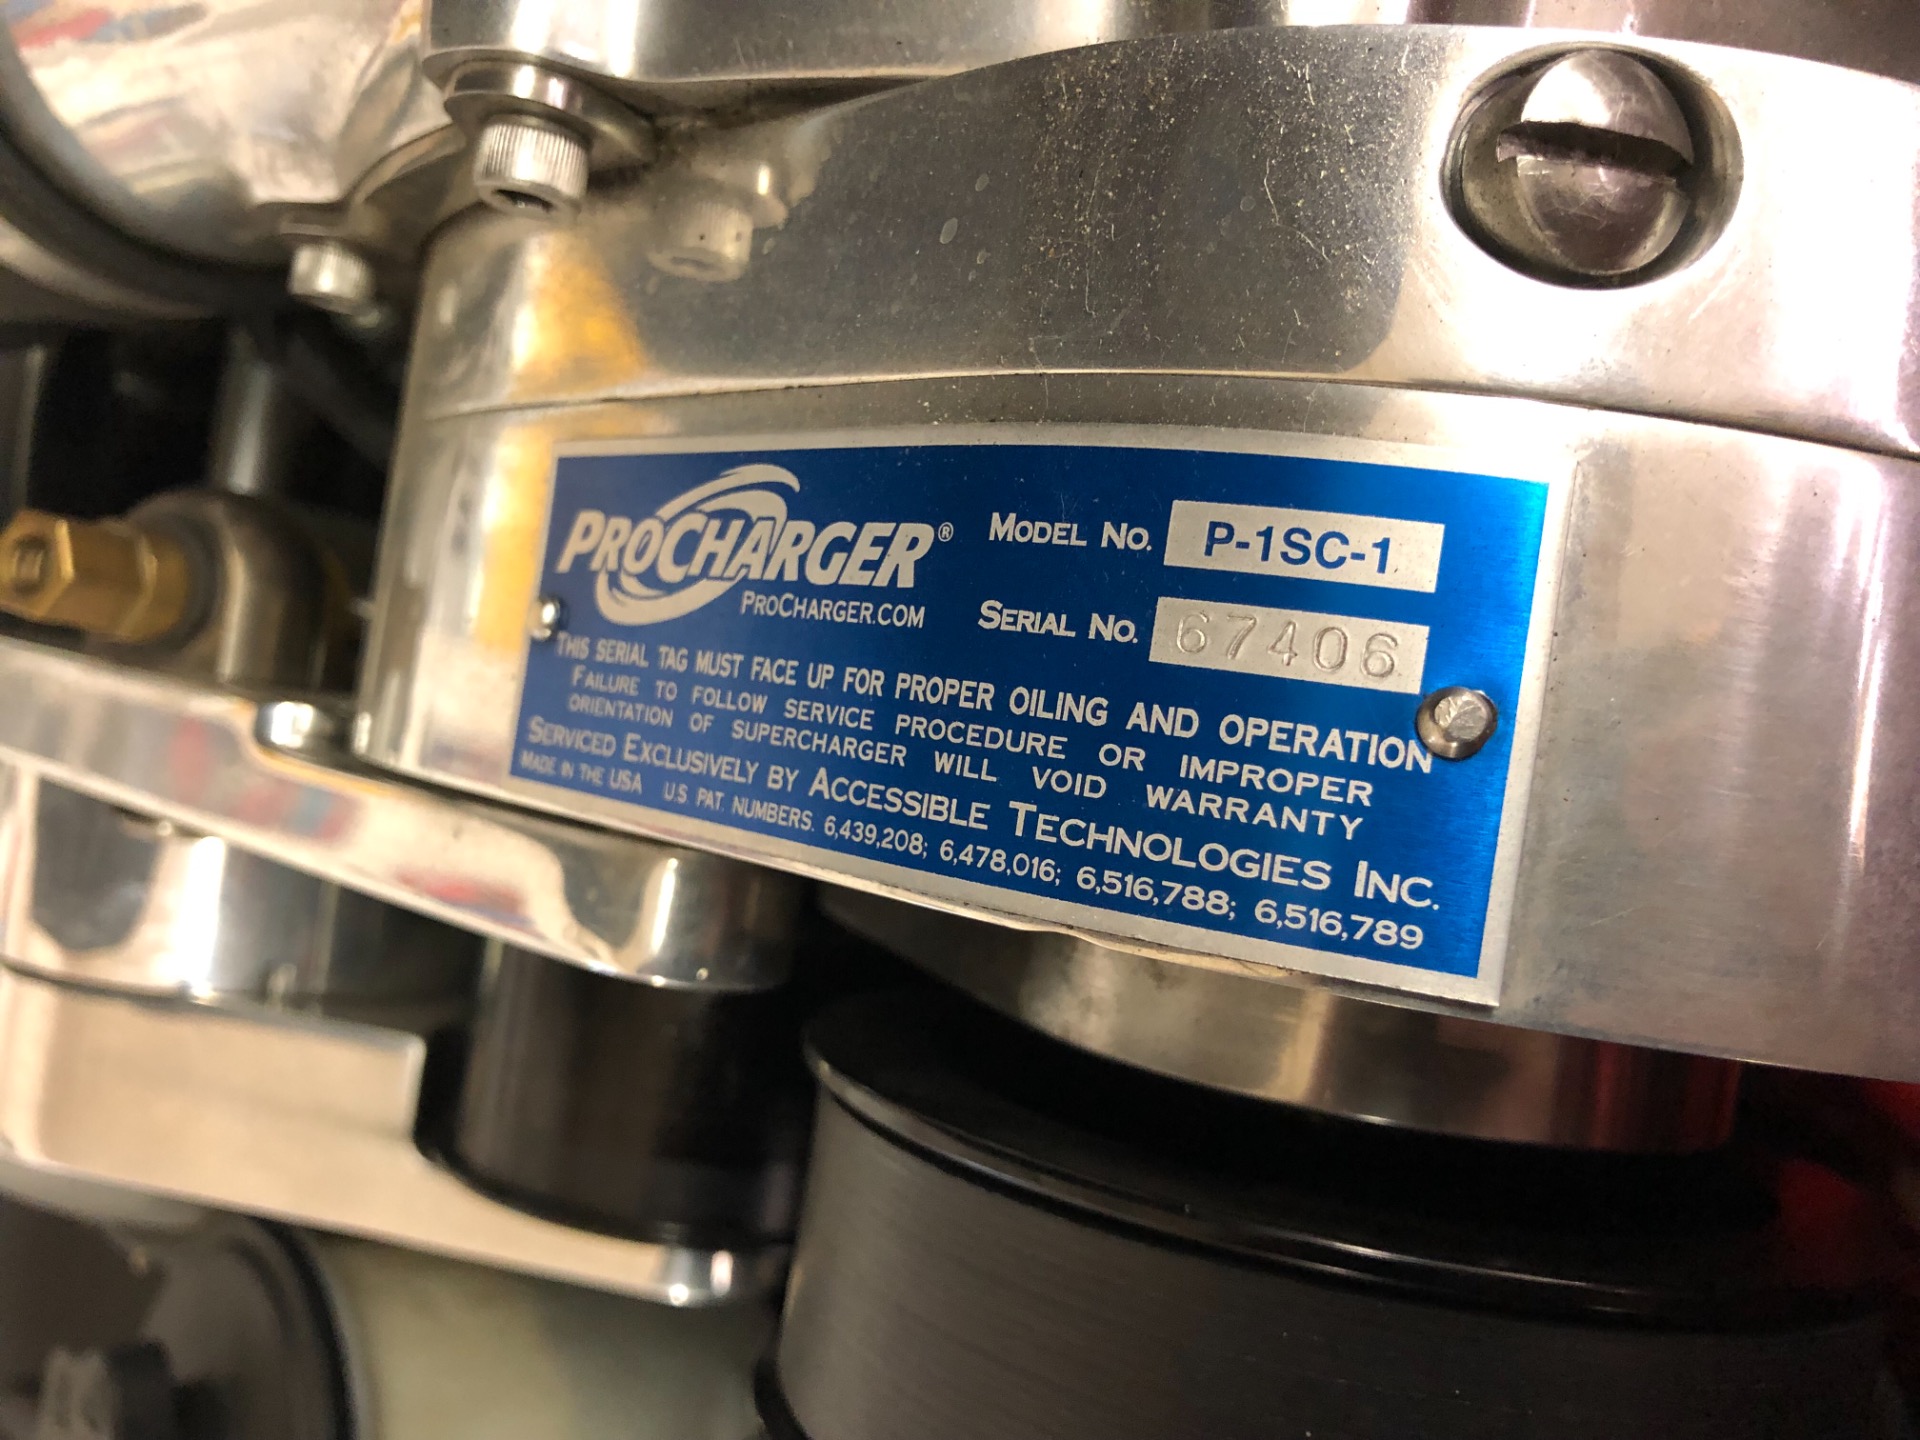 PROCHARGER®
PROCHARGER.COM
MODEL NO. P-1SC-1
SERIAL NO. 67406
THIS SERIAL TAG MUST FACE UP FOR PROPER OILING AND OPERATION
FAILURE TO FOLLOW SERVICE PROCEDURE OR IMPROPER
ORIENTATION OF SUPERCHARGER WILL VOID WARRANTY
SERVICED EXCLUSIVELY BY ACCESSIBLE TECHNOLOGIES INC.
MADE IN THE USA U.S. PAT. NUMBERS. 6,439,208; 6,478,016; 6,516,788; 6,516,789